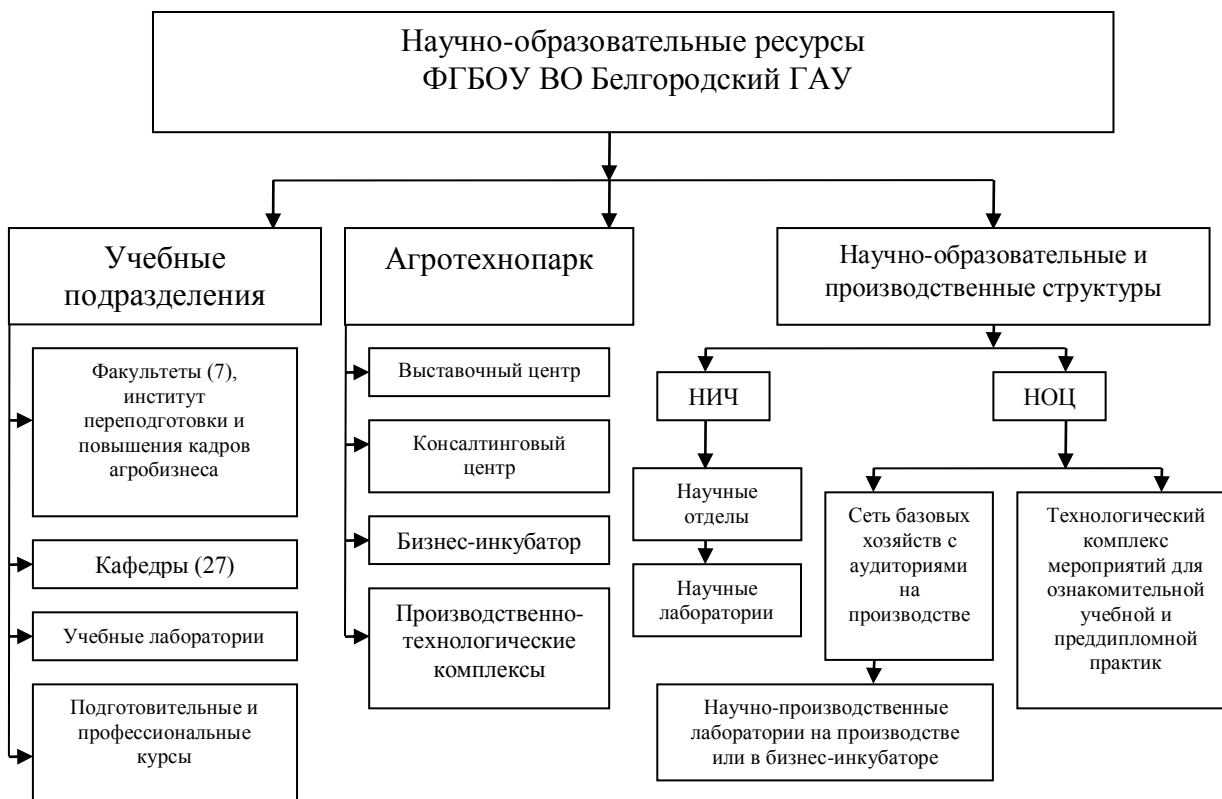 Научно-образовательные ресурсы
ФГБОУ ВО Белгородский ГАУ
Учебные
подразделения
Факультеты (7),
институт
переподготовки и
повышения кадров
агробизнеса
Кафедры (27)
Учебные лаборатории
Подготовительные и
профессиональные
курсы
Агротехнопарк
Выставочный центр
Консалтинговый
центр
Бизнес-инкубатор
Производственно-
технологические
комплексы
Научно-образовательные и
производственные структуры
НИЧ
Научные
отделы
Научные
лаборатории
НОЦ
Сеть базовых
хозяйств с
аудиториями
на
производстве
Научно-производственные
лаборатории на производстве
или в бизнес-инкубаторе
Технологический
комплекс
мероприятий для
ознакомительной
учебной и
преддипломной
практик